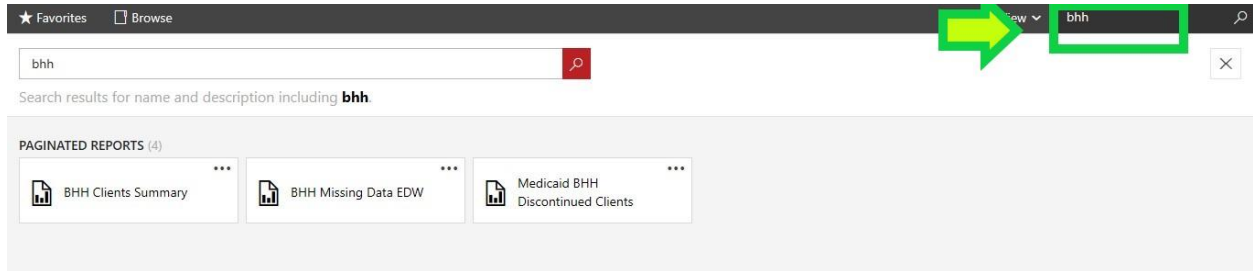 Favorites Browse View bhh
bhh
Search results for name and description including bhh.
PAGINATED REPORTS (4)
BHH Clients Summary
BHH Missing Data EDW
Medicaid BHH
Discontinued Clients